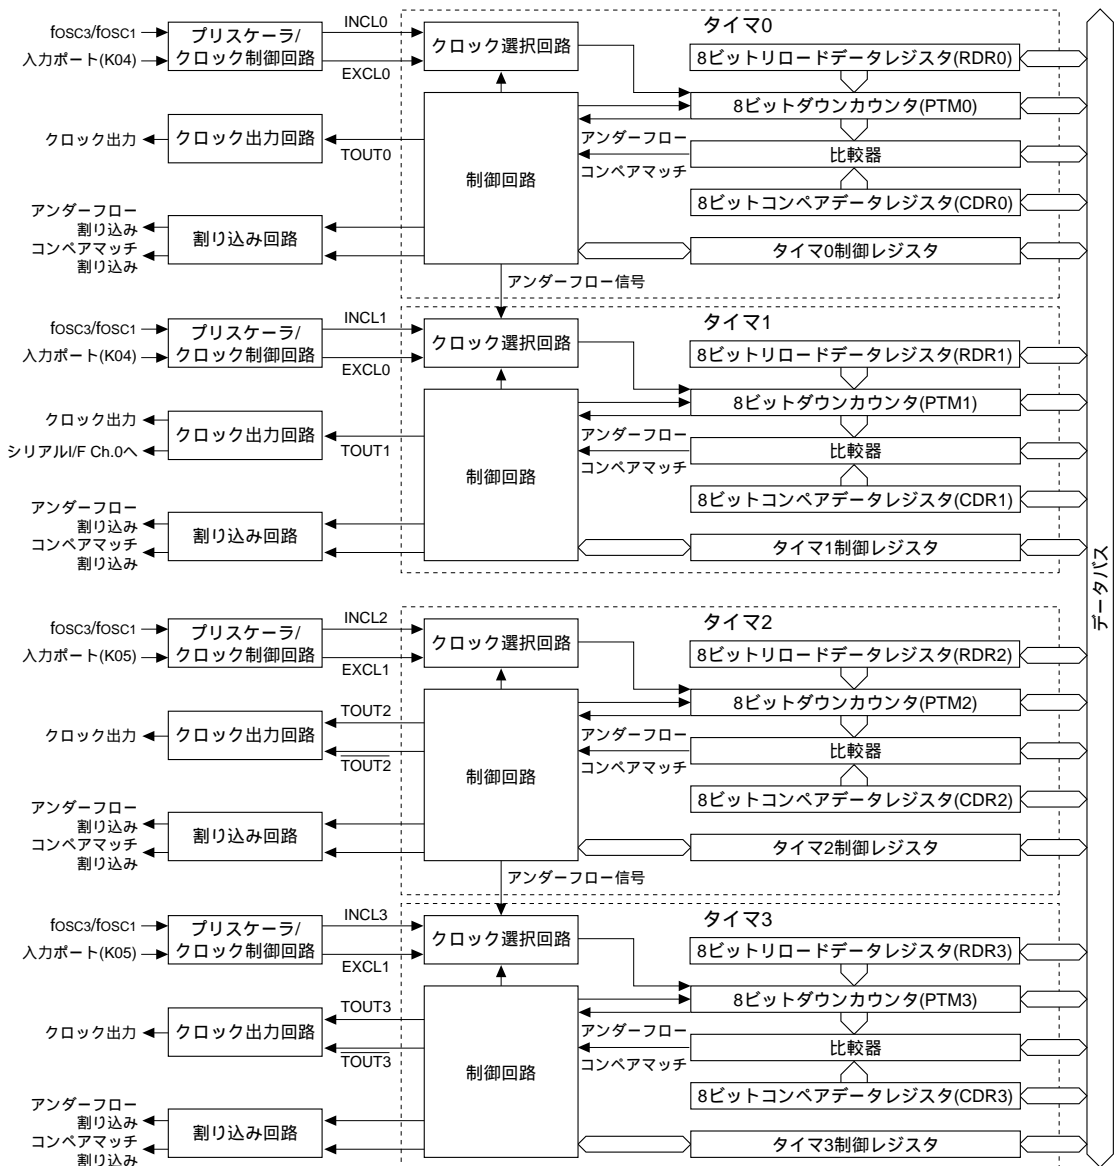 タイマ0
fOSC3/fOSC1
入力ポート(K04)
プリスケーラ/
クロック制御回路
INCL0
EXCL0
クロック選択回路
8ビットリロードデータレジスタ(RDR0)
8ビットダウンカウンタ(PTM0)
クロック出力
クロック出力回路
TOUT0
制御回路
アンダーフロー
コンペアマッチ
比較器
8ビットコンペアデータレジスタ(CDR0)
アンダーフロー
割り込み
コンペアマッチ
割り込み
割り込み回路
タイマ0制御レジスタ
アンダーフロー信号
タイマ1
fOSC3/fOSC1
入力ポート(K04)
プリスケーラ/
クロック制御回路
INCL1
EXCL0
クロック選択回路
8ビットリロードデータレジスタ(RDR1)
8ビットダウンカウンタ(PTM1)
クロック出力
シリアルI/F Ch.0へ
クロック出力回路
TOUT1
制御回路
アンダーフロー
コンペアマッチ
比較器
8ビットコンペアデータレジスタ(CDR1)
アンダーフロー
割り込み
コンペアマッチ
割り込み
割り込み回路
タイマ1制御レジスタ
データバス
タイマ2
fOSC3/fOSC1
入力ポート(K05)
プリスケーラ/
クロック制御回路
INCL2
EXCL1
クロック選択回路
8ビットリロードデータレジスタ(RDR2)
8ビットダウンカウンタ(PTM2)
クロック出力
クロック出力回路
TOUT2
TOUT2
制御回路
アンダーフロー
コンペアマッチ
比較器
8ビットコンペアデータレジスタ(CDR2)
アンダーフロー
割り込み
コンペアマッチ
割り込み
割り込み回路
タイマ2制御レジスタ
アンダーフロー信号
タイマ3
fOSC3/fOSC1
入力ポート(K05)
プリスケーラ/
クロック制御回路
INCL3
EXCL1
クロック選択回路
8ビットリロードデータレジスタ(RDR3)
8ビットダウンカウンタ(PTM3)
クロック出力
クロック出力回路
TOUT3
TOUT3
制御回路
アンダーフロー
コンペアマッチ
比較器
8ビットコンペアデータレジスタ(CDR3)
アンダーフロー
割り込み
コンペアマッチ
割り込み
割り込み回路
タイマ3制御レジスタ